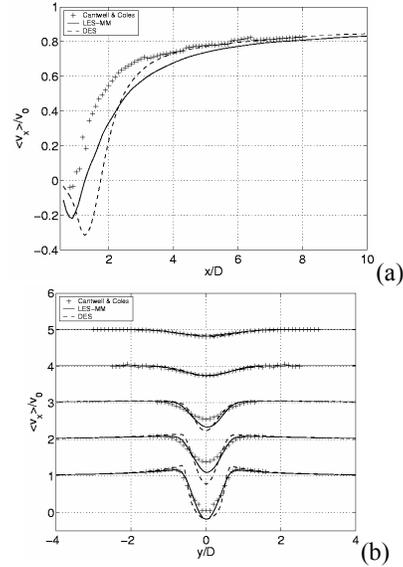 1
+ Cantwell & Coles
LES-MM
DES
0.8
0.6
<v_x>/v_0
0.4
0.2
0
-0.2
0.4
2
4
6
8
10
x/D
(a)
6
+ Cantwell & Coles
LES-MM
DES
5
4
<v_x>/v_0
3
2
1
0
-4
-2
0
2
4
y/D
(b)